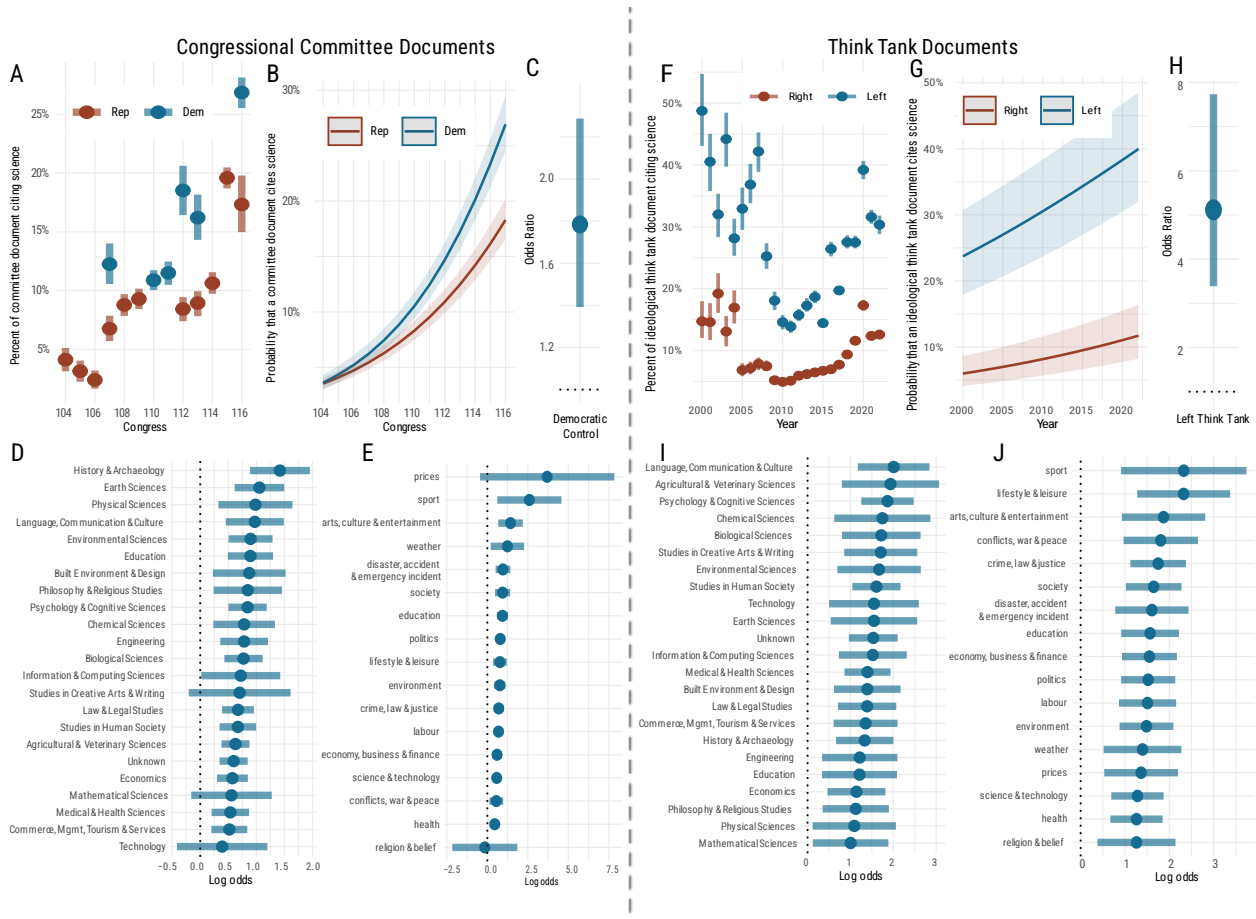 Congressional Committee Documents
Think Tank Documents
A
Percent of committee document citing science
25%
20%
15%
10%
5%
Rep
Dem
104
106
108
110
112
114
116
Congress
B
Probability that a committee document cites science
30%
20%
10%
Rep
Dem
104
106
108
110
112
114
116
Congress
C
Odds Ratio
2.0
1.6
1.2
Democratic
Control
D
History & Archaeology
Earth Sciences
Physical Sciences
Language, Communication & Culture
Environmental Sciences
Education
Built Environment & Design
Philosophy & Religious Studies
Psychology & Cognitive Sciences
Chemical Sciences
Engineering
Biological Sciences
Information & Computing Sciences
Studies in Creative Arts & Writing
Law & Legal Studies
Studies in Human Society
Agricultural & Veterinary Sciences
Unknown
Economics
Mathematical Sciences
Medical & Health Sciences
Commerce, Mgmt, Tourism & Services
Technology
−0.5
0.0
0.5
1.0
1.5
2.0
Log odds
E
prices
sport
arts, culture & entertainment
weather
disaster, accident
& emergency incident
society
education
politics
lifestyle & leisure
environment
crime, law & justice
labour
economy, business & finance
science & technology
conflicts, war & peace
health
religion & belief
−2.5
0.0
2.5
5.0
7.5
Log odds
F
Percent of ideological think tank document citing science
50%
40%
30%
20%
10%
Right
Left
2000
2005
2010
2015
2020
Year
G
Probability that an ideological think tank document cites science
50%
40%
30%
20%
10%
Right
Left
2000
2005
2010
2015
2020
Year
H
Odds Ratio
8
6
4
2
Left Think Tank
I
Language, Communication & Culture
Agricultural & Veterinary Sciences
Psychology & Cognitive Sciences
Chemical Sciences
Biological Sciences
Studies in Creative Arts & Writing
Environmental Sciences
Studies in Human Society
Technology
Earth Sciences
Unknown
Information & Computing Sciences
Medical & Health Sciences
Built Environment & Design
Law & Legal Studies
Commerce, Mgmt, Tourism & Services
History & Archaeology
Engineering
Education
Economics
Philosophy & Religious Studies
Physical Sciences
Mathematical Sciences
0
1
2
3
Log odds
J
sport
lifestyle & leisure
arts, culture & entertainment
conflicts, war & peace
crime, law & justice
society
disaster, accident
& emergency incident
education
economy, business & finance
politics
labour
environment
weather
prices
science & technology
health
religion & belief
0
1
2
3
Log odds